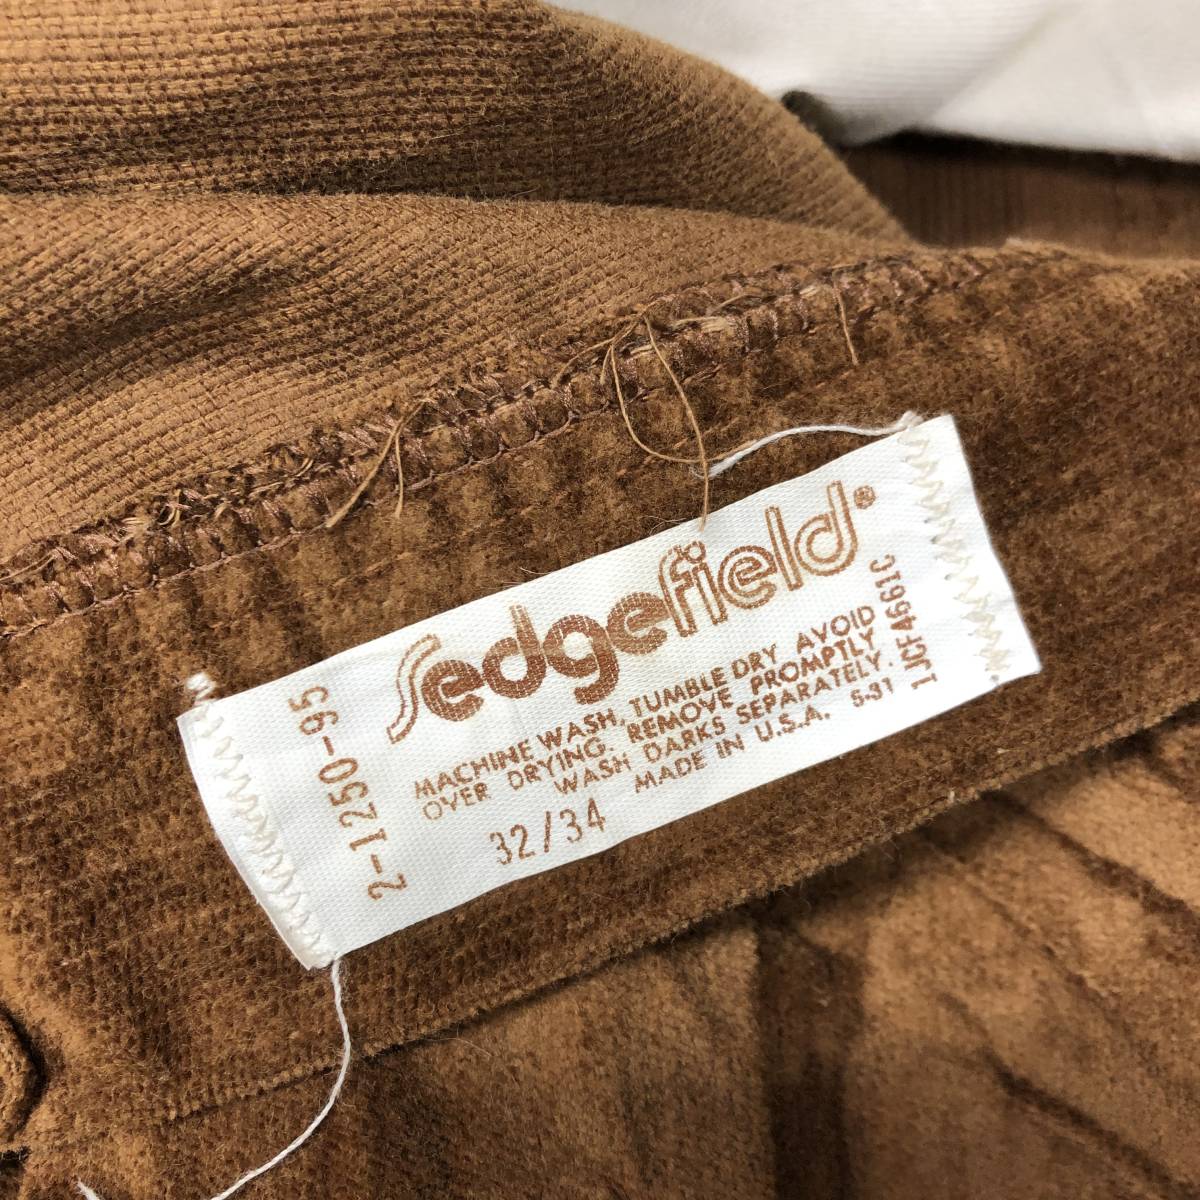 Sedgefield®
MACHINE WASH, TUMBLE DRY AVOID
OVER DRYING. REMOVE PROMPTLY
WASH DARKS SEPARATELY.
MADE IN U.S.A. 5-31
32/34
2-1250-95
1JCF4661C